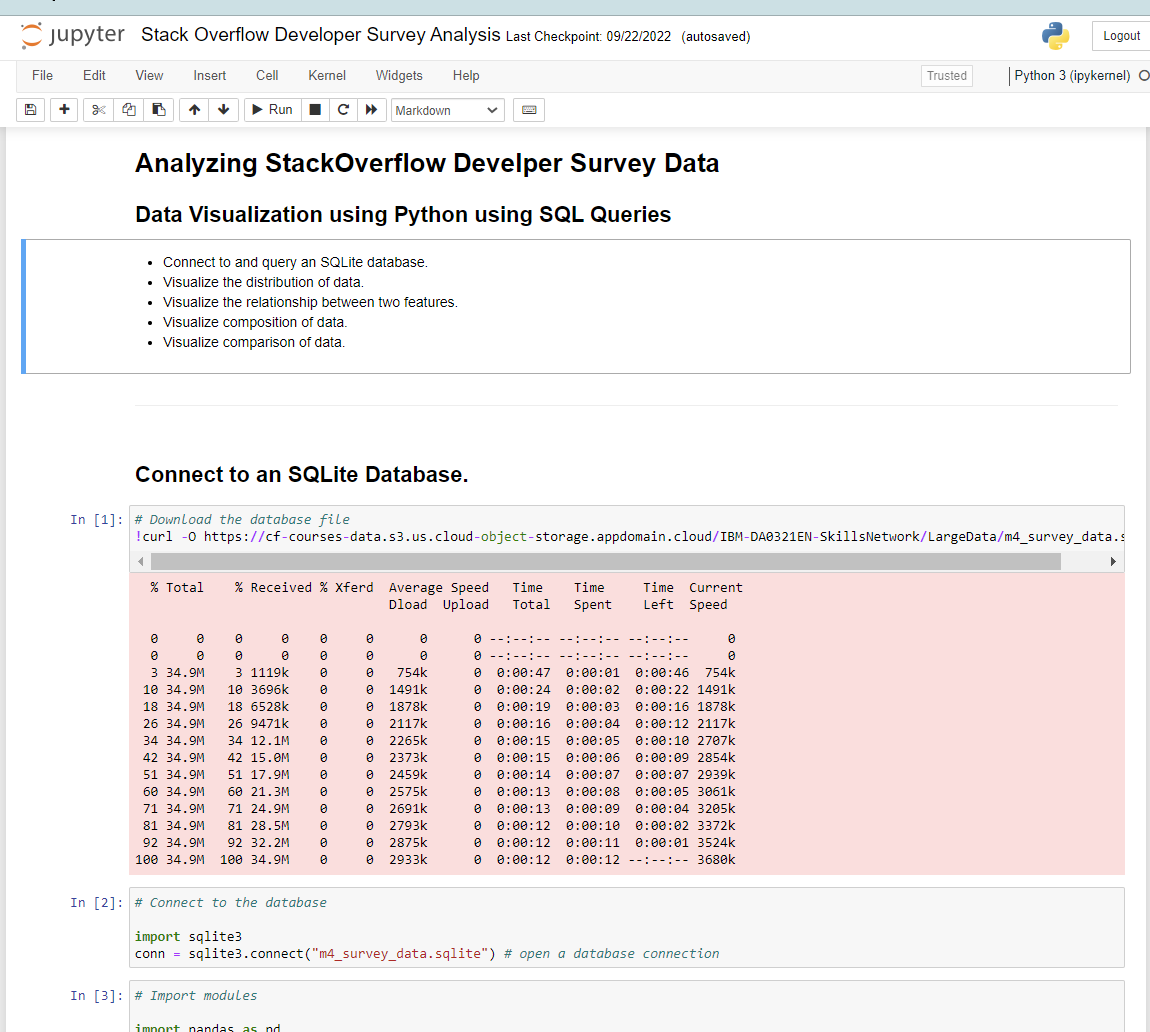 jupyter Stack Overflow Developer Survey Analysis Last Checkpoint: 09/22/2022 (autosaved)
Logout
File Edit View Insert Cell Kernel Widgets Help
Trusted Python 3 (ipykernel)
Run Markdown
Analyzing StackOverflow Develper Survey Data
Data Visualization using Python using SQL Queries
• Connect to and query an SQLite database.
• Visualize the distribution of data.
• Visualize the relationship between two features.
• Visualize composition of data.
• Visualize comparison of data.
Connect to an SQLite Database.
In [1]: # Download the database file
!curl -O https://cf-courses-data.s3.us.cloud-object-storage.appdomain.cloud/IBM-DA0321EN-SkillsNetwork/LargeData/m4_survey_data.s
% Total % Received % Xferd Average Speed Time Time Time Current
Dload Upload Total Spent Left Speed
0 0 0 0 0 0 0 0 --:--:-- --:--:-- --:--:-- 0
0 0 0 0 0 0 0 0 --:--:-- --:--:-- --:--:-- 0
3 34.9M 3 1119k 0 0 754k 0 0:00:47 0:00:01 0:00:46 754k
10 34.9M 10 3696k 0 0 1491k 0 0:00:24 0:00:02 0:00:22 1491k
18 34.9M 18 6528k 0 0 1878k 0 0:00:19 0:00:03 0:00:16 1878k
26 34.9M 26 9471k 0 0 2117k 0 0:00:16 0:00:04 0:00:12 2117k
34 34.9M 34 12.1M 0 0 2265k 0 0:00:15 0:00:05 0:00:10 2707k
42 34.9M 42 15.0M 0 0 2373k 0 0:00:15 0:00:06 0:00:09 2854k
51 34.9M 51 17.9M 0 0 2459k 0 0:00:14 0:00:07 0:00:07 2939k
60 34.9M 60 21.3M 0 0 2575k 0 0:00:13 0:00:08 0:00:05 3061k
71 34.9M 71 24.9M 0 0 2691k 0 0:00:13 0:00:09 0:00:04 3205k
81 34.9M 81 28.5M 0 0 2793k 0 0:00:12 0:00:10 0:00:02 3372k
92 34.9M 92 32.2M 0 0 2875k 0 0:00:12 0:00:11 0:00:01 3524k
100 34.9M 100 34.9M 0 0 2933k 0 0:00:12 0:00:12 --:--:-- 3680k
In [2]: # Connect to the database
import sqlite3
conn = sqlite3.connect("m4_survey_data.sqlite") # open a database connection
In [3]: # Import modules
import pandas as pd